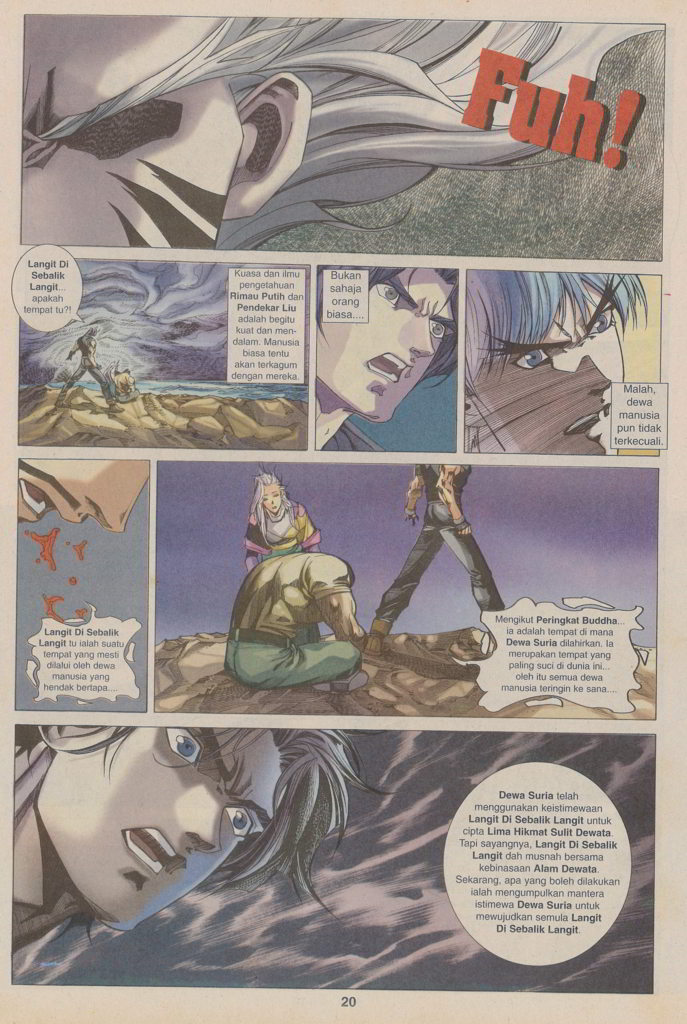 Fuh!
Langit Di
Sebalik
Langit...
apakah
tempat tu?!
Kuasa dan ilmu
pengetahuan
Rimau Putih dan
Pendekar Liu
adalah begitu
kuat dan men-
dalam. Manusia
biasa tentu
akan terkagum
dengan mereka.
Bukan
sahaja
orang
biasa....
Malah,
dewa
manusia
pun tidak
terkecuali.
Langit Di Sebalik
Langit tu ialah suatu
tempat yang mesti
dilalui oleh dewa
manusia yang
hendak bertapa....
Mengikut Peringkat Buddha...
ia adalah tempat di mana
Dewa Suria dilahirkan. Ia
merupakan tempat yang
paling suci di dunia ini...
oleh itu semua dewa
manusia teringin ke sana....
Dewa Suria telah
menggunakan keistimewaan
Langit Di Sebalik Langit untuk
cipta Lima Hikmat Sulit Dewata.
Tapi sayangnya, Langit Di Sebalik
Langit dah musnah bersama
kebinasaan Alam Dewata.
Sekarang, apa yang boleh dilakukan
ialah mengumpulkan mantera
istimewa Dewa Suria untuk
mewujudkan semula Langit
Di Sebalik Langit.
20